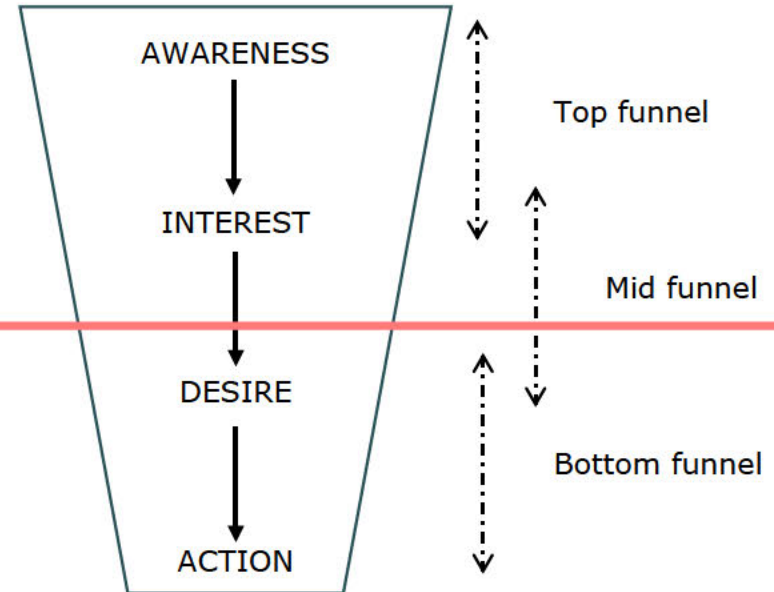 AWARENESS
Top funnel
INTEREST
Mid funnel
DESIRE
Bottom funnel
ACTION